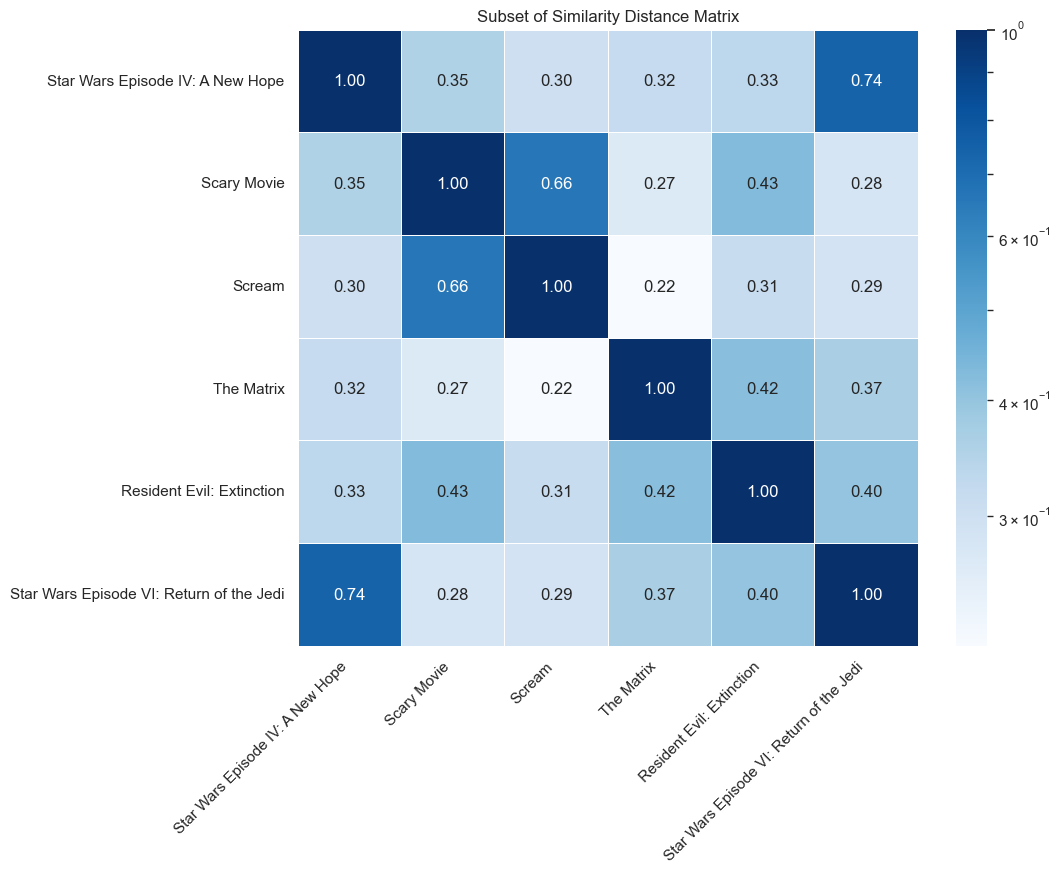 Subset of Similarity Distance Matrix
Star Wars Episode IV: A New Hope
1.00 0.35 0.30 0.32 0.33 0.74
Scary Movie
0.35 1.00 0.66 0.27 0.43 0.28
Scream
0.30 0.66 1.00 0.22 0.31 0.29
The Matrix
0.32 0.27 0.22 1.00 0.42 0.37
Resident Evil: Extinction
0.33 0.43 0.31 0.42 1.00 0.40
Star Wars Episode VI: Return of the Jedi
0.74 0.28 0.29 0.37 0.40 1.00
Star Wars Episode IV: A New Hope
Scary Movie
Scream
The Matrix
Resident Evil: Extinction
Star Wars Episode VI: Return of the Jedi
10⁰
6 × 10⁻¹
4 × 10⁻¹
3 × 10⁻¹